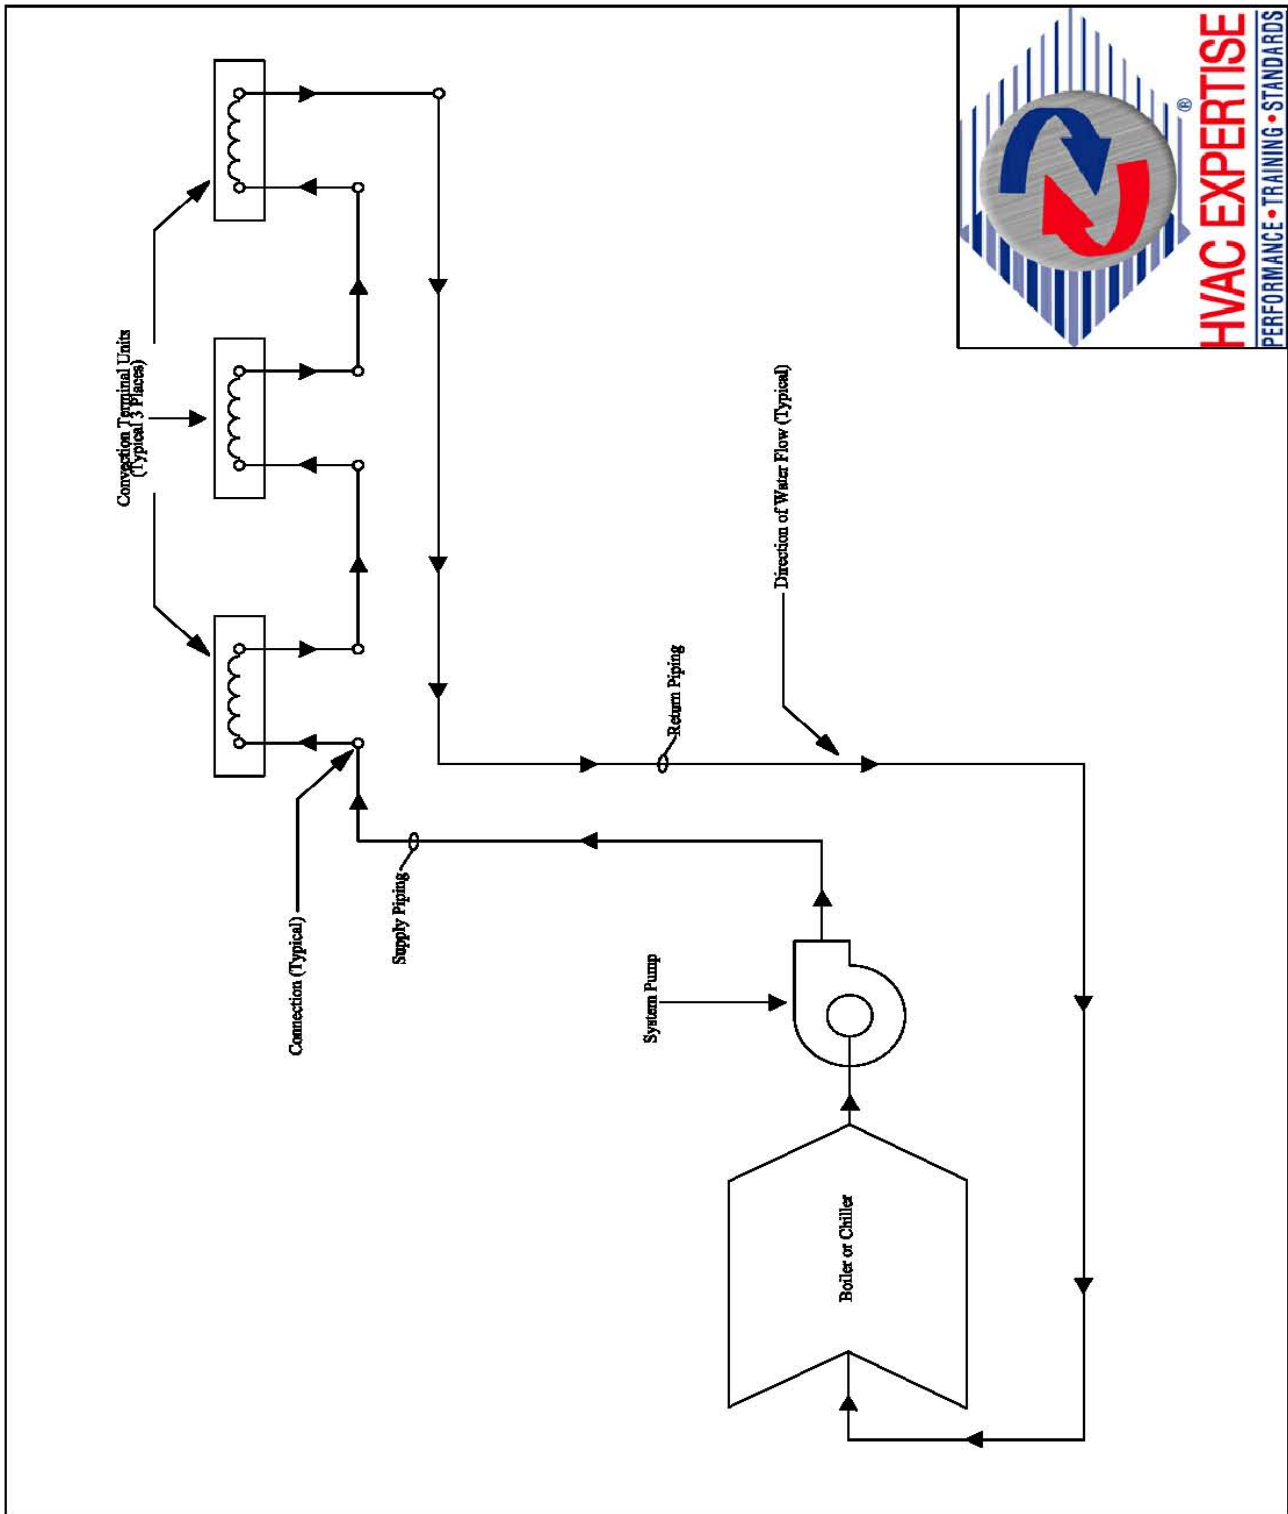 Convection Terminal Units
(Typical 3 Places)
Connection (Typical)
Supply Piping
Return Piping
Direction of Water Flow (Typical)
System Pump
Boiler or Chiller
®
HVAC EXPERTISE
PERFORMANCE • TRAINING • STANDARDS